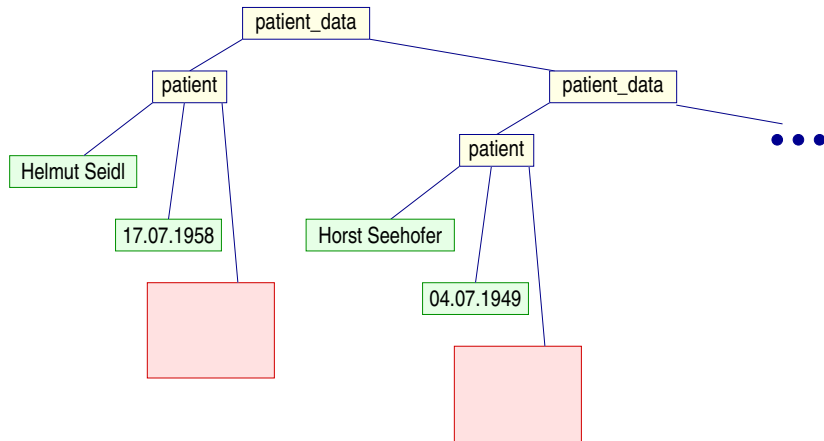 patient_data
patient
patient_data
patient
Helmut Seidl
17.07.1958
Horst Seehofer
04.07.1949